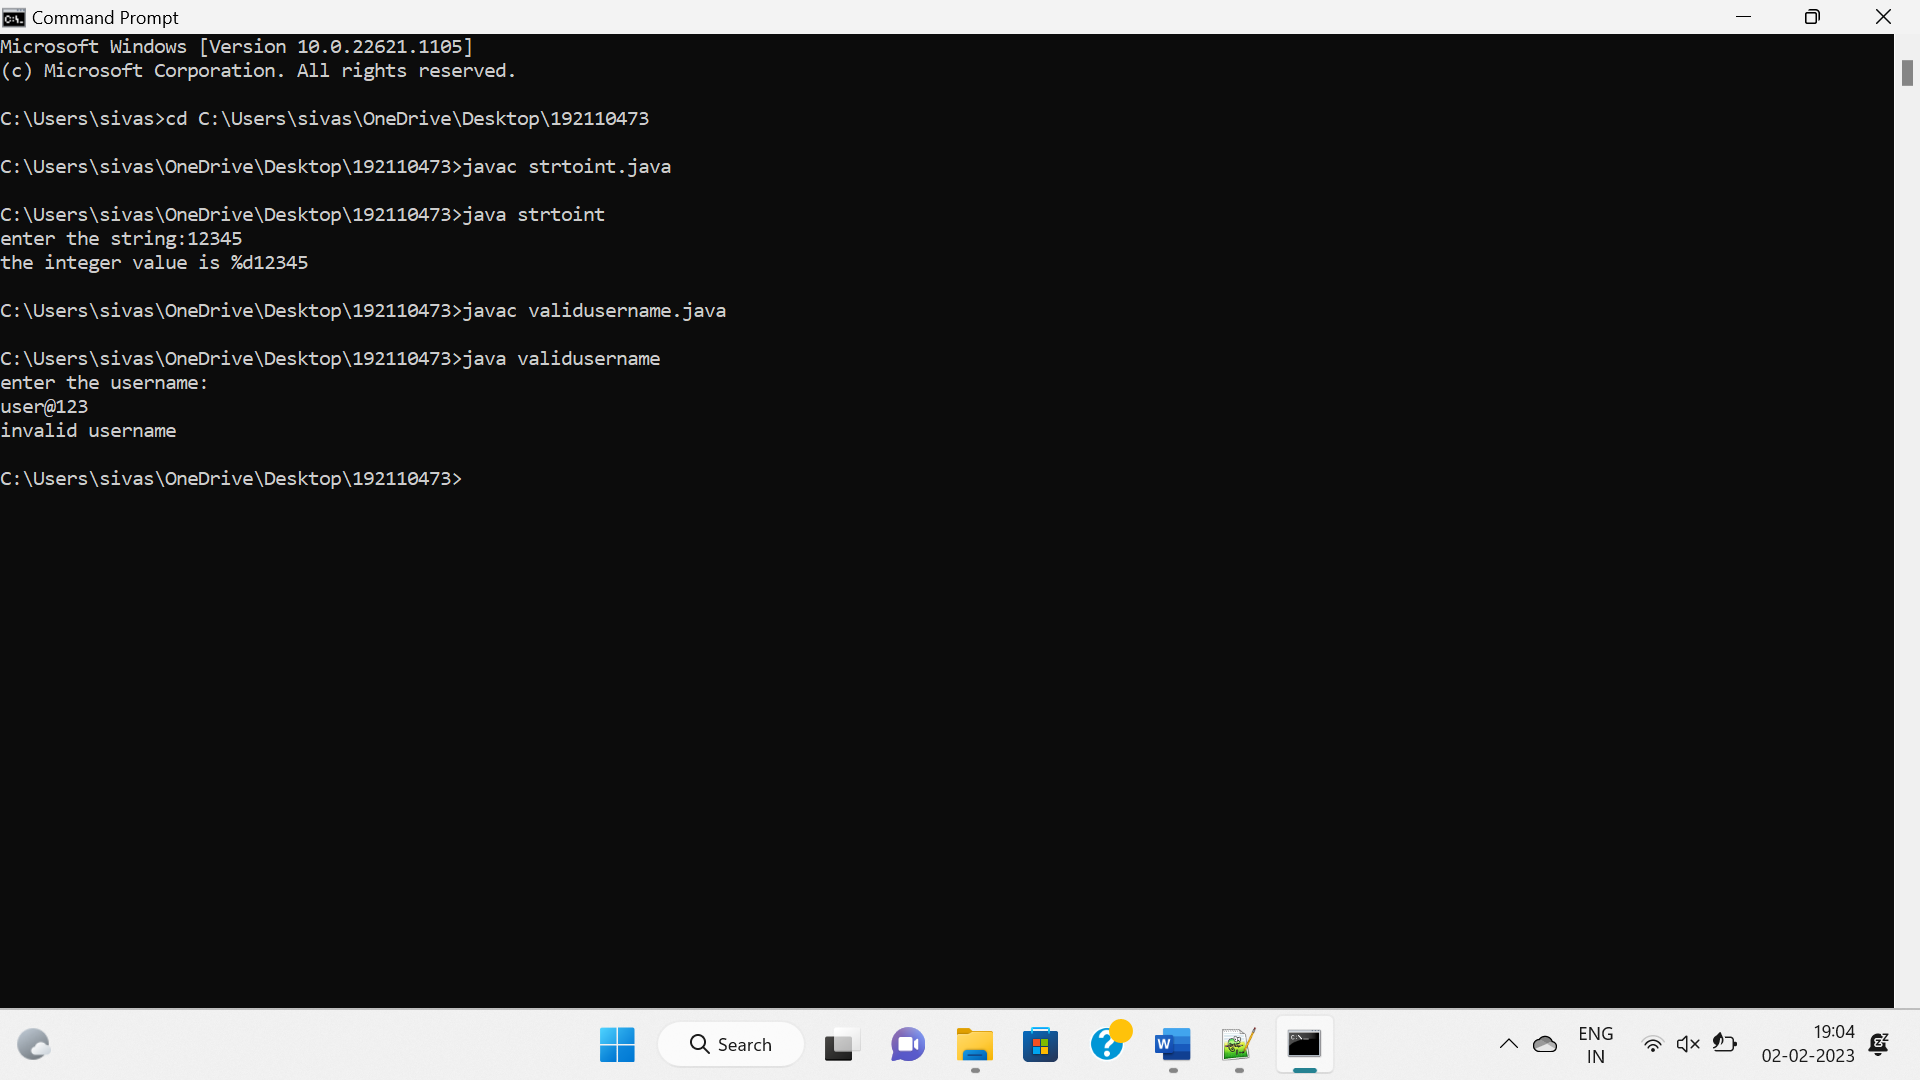 Command Prompt
Microsoft Windows [Version 10.0.22621.1105]
(c) Microsoft Corporation. All rights reserved.
C:\Users\sivas>cd C:\Users\sivas\OneDrive\Desktop\192110473
C:\Users\sivas\OneDrive\Desktop\192110473>javac strtoint.java
C:\Users\sivas\OneDrive\Desktop\192110473>java strtoint
enter the string:12345
the integer value is %d12345
C:\Users\sivas\OneDrive\Desktop\192110473>javac validusername.java
C:\Users\sivas\OneDrive\Desktop\192110473>java validusername
enter the username:
user@123
invalid username
C:\Users\sivas\OneDrive\Desktop\192110473>
Search
ENG
IN
19:04
02-02-2023